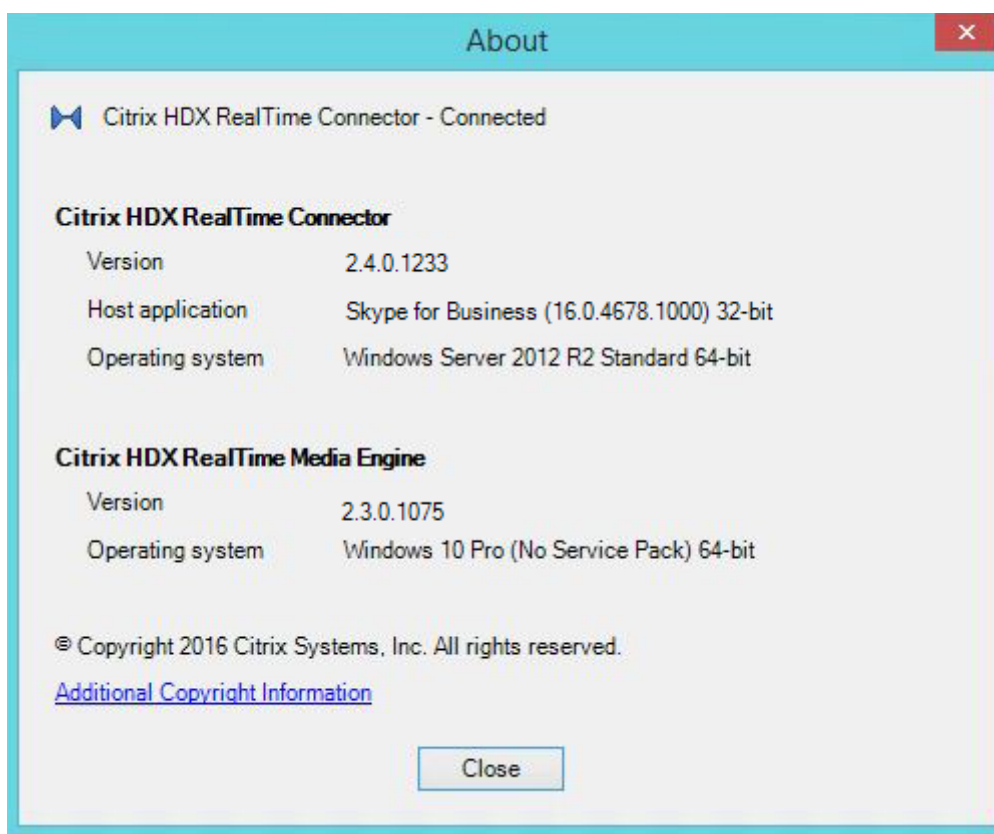 About
Citrix HDX RealTime Connector - Connected
Citrix HDX RealTime Connector
Version 2.4.0.1233
Host application Skype for Business (16.0.4678.1000) 32-bit
Operating system Windows Server 2012 R2 Standard 64-bit
Citrix HDX RealTime Media Engine
Version 2.3.0.1075
Operating system Windows 10 Pro (No Service Pack) 64-bit
© Copyright 2016 Citrix Systems, Inc. All rights reserved.
Additional Copyright Information
Close